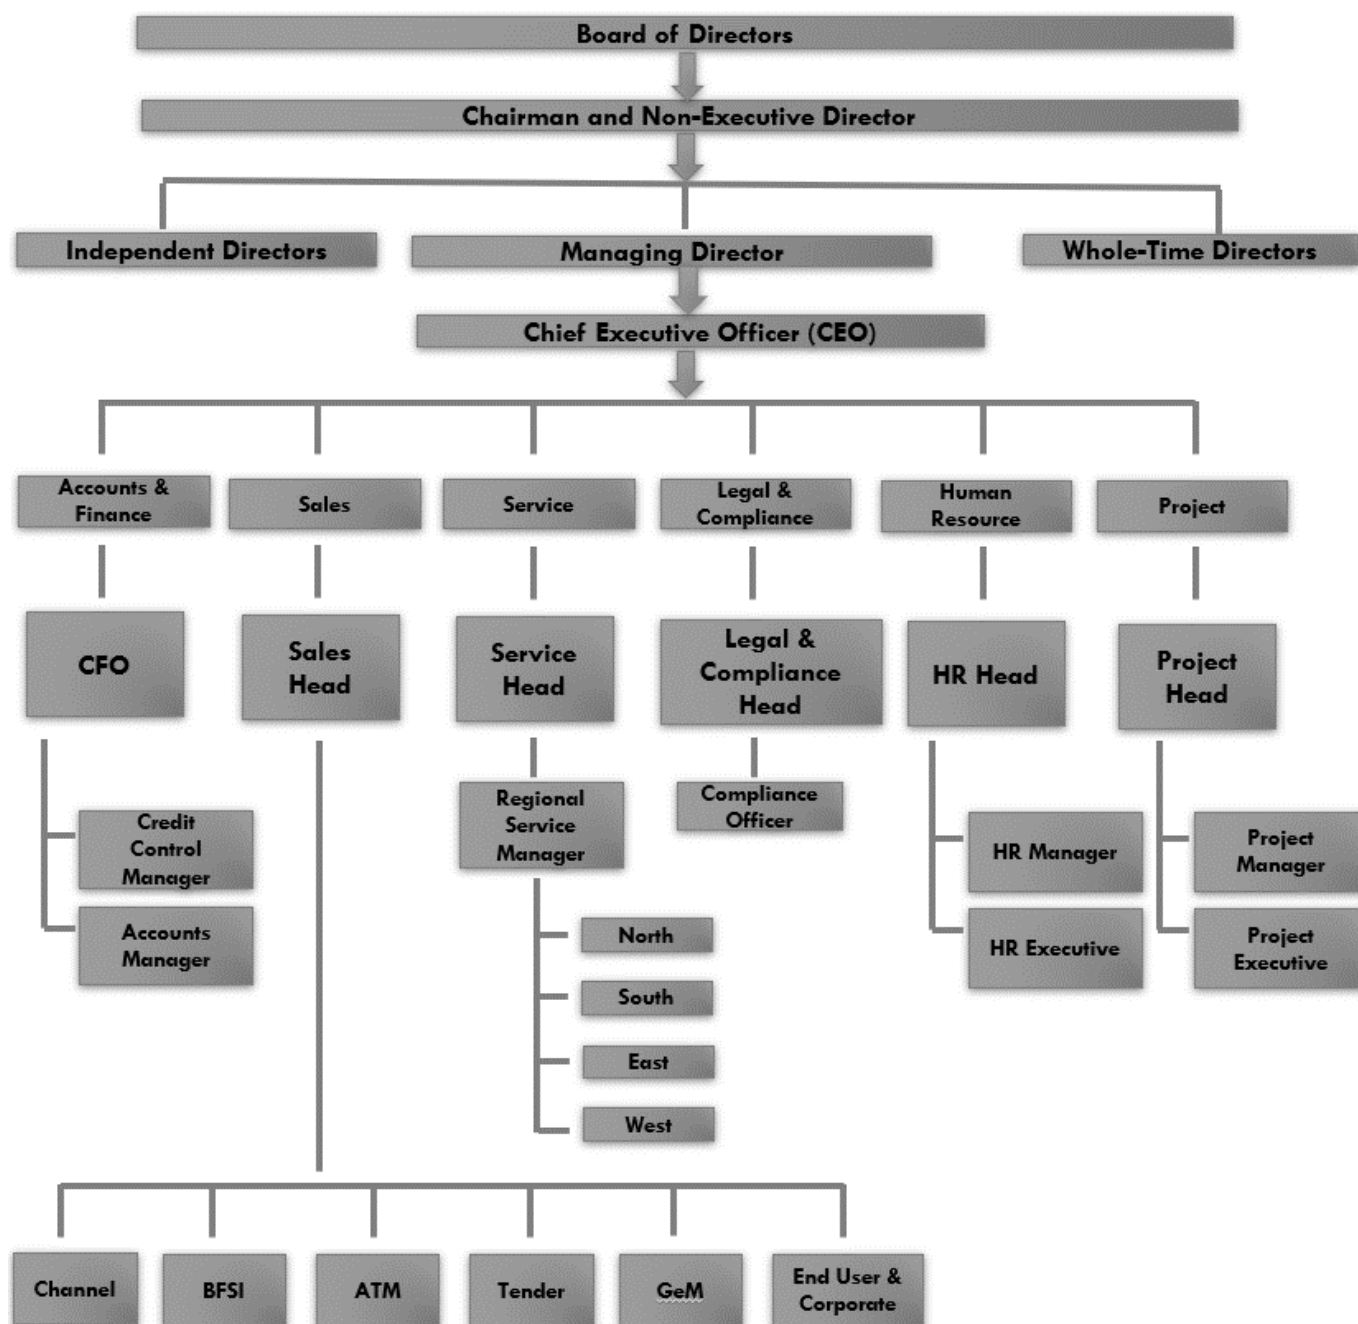 Board of Directors
Chairman and Non-Executive Director
Independent Directors
Managing Director
Whole-Time Directors
Chief Executive Officer (CEO)
Accounts &
Finance
Sales
Service
Legal &
Compliance
Human
Resource
Project
CFO
Sales
Head
Service
Head
Legal &
Compliance
Head
HR Head
Project
Head
Credit
Control
Manager
Accounts
Manager
Regional
Service
Manager
North
South
East
West
Compliance
Officer
HR Manager
HR Executive
Project
Manager
Project
Executive
Channel
BFSI
ATM
Tender
GeM
End User &
Corporate